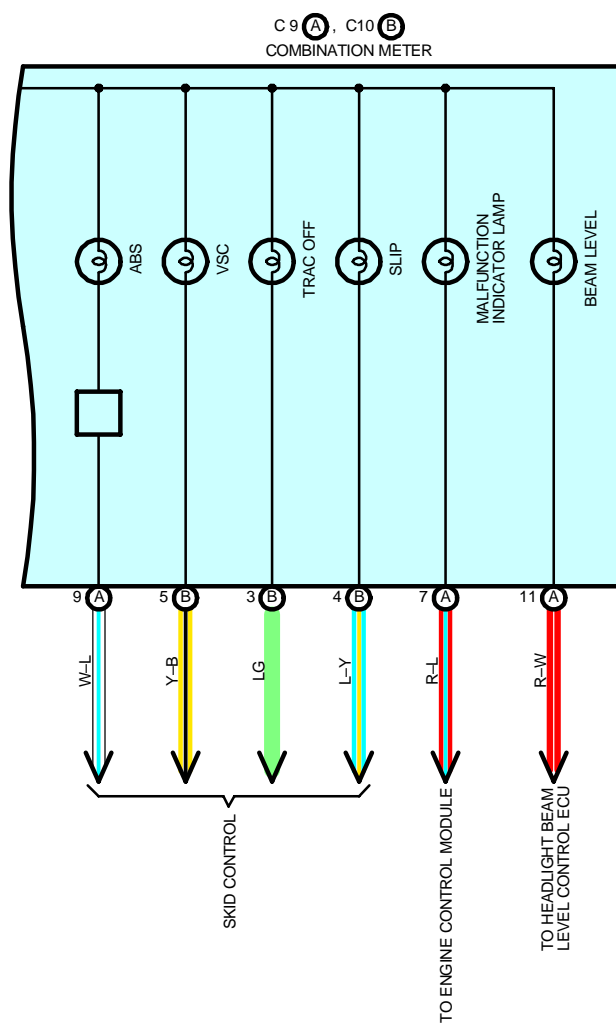 C 9 A , C10 B
COMBINATION METER
ABS
VSC
TRAC OFF
SLIP
MALFUNCTION
INDICATOR LAMP
BEAM LEVEL
9 A
5 B
3 B
4 B
7 A
11 A
W–L
Y–B
LG
L–Y
R–L
R–W
SKID CONTROL
TO ENGINE CONTROL MODULE
TO HEADLIGHT BEAM
LEVEL CONTROL ECU